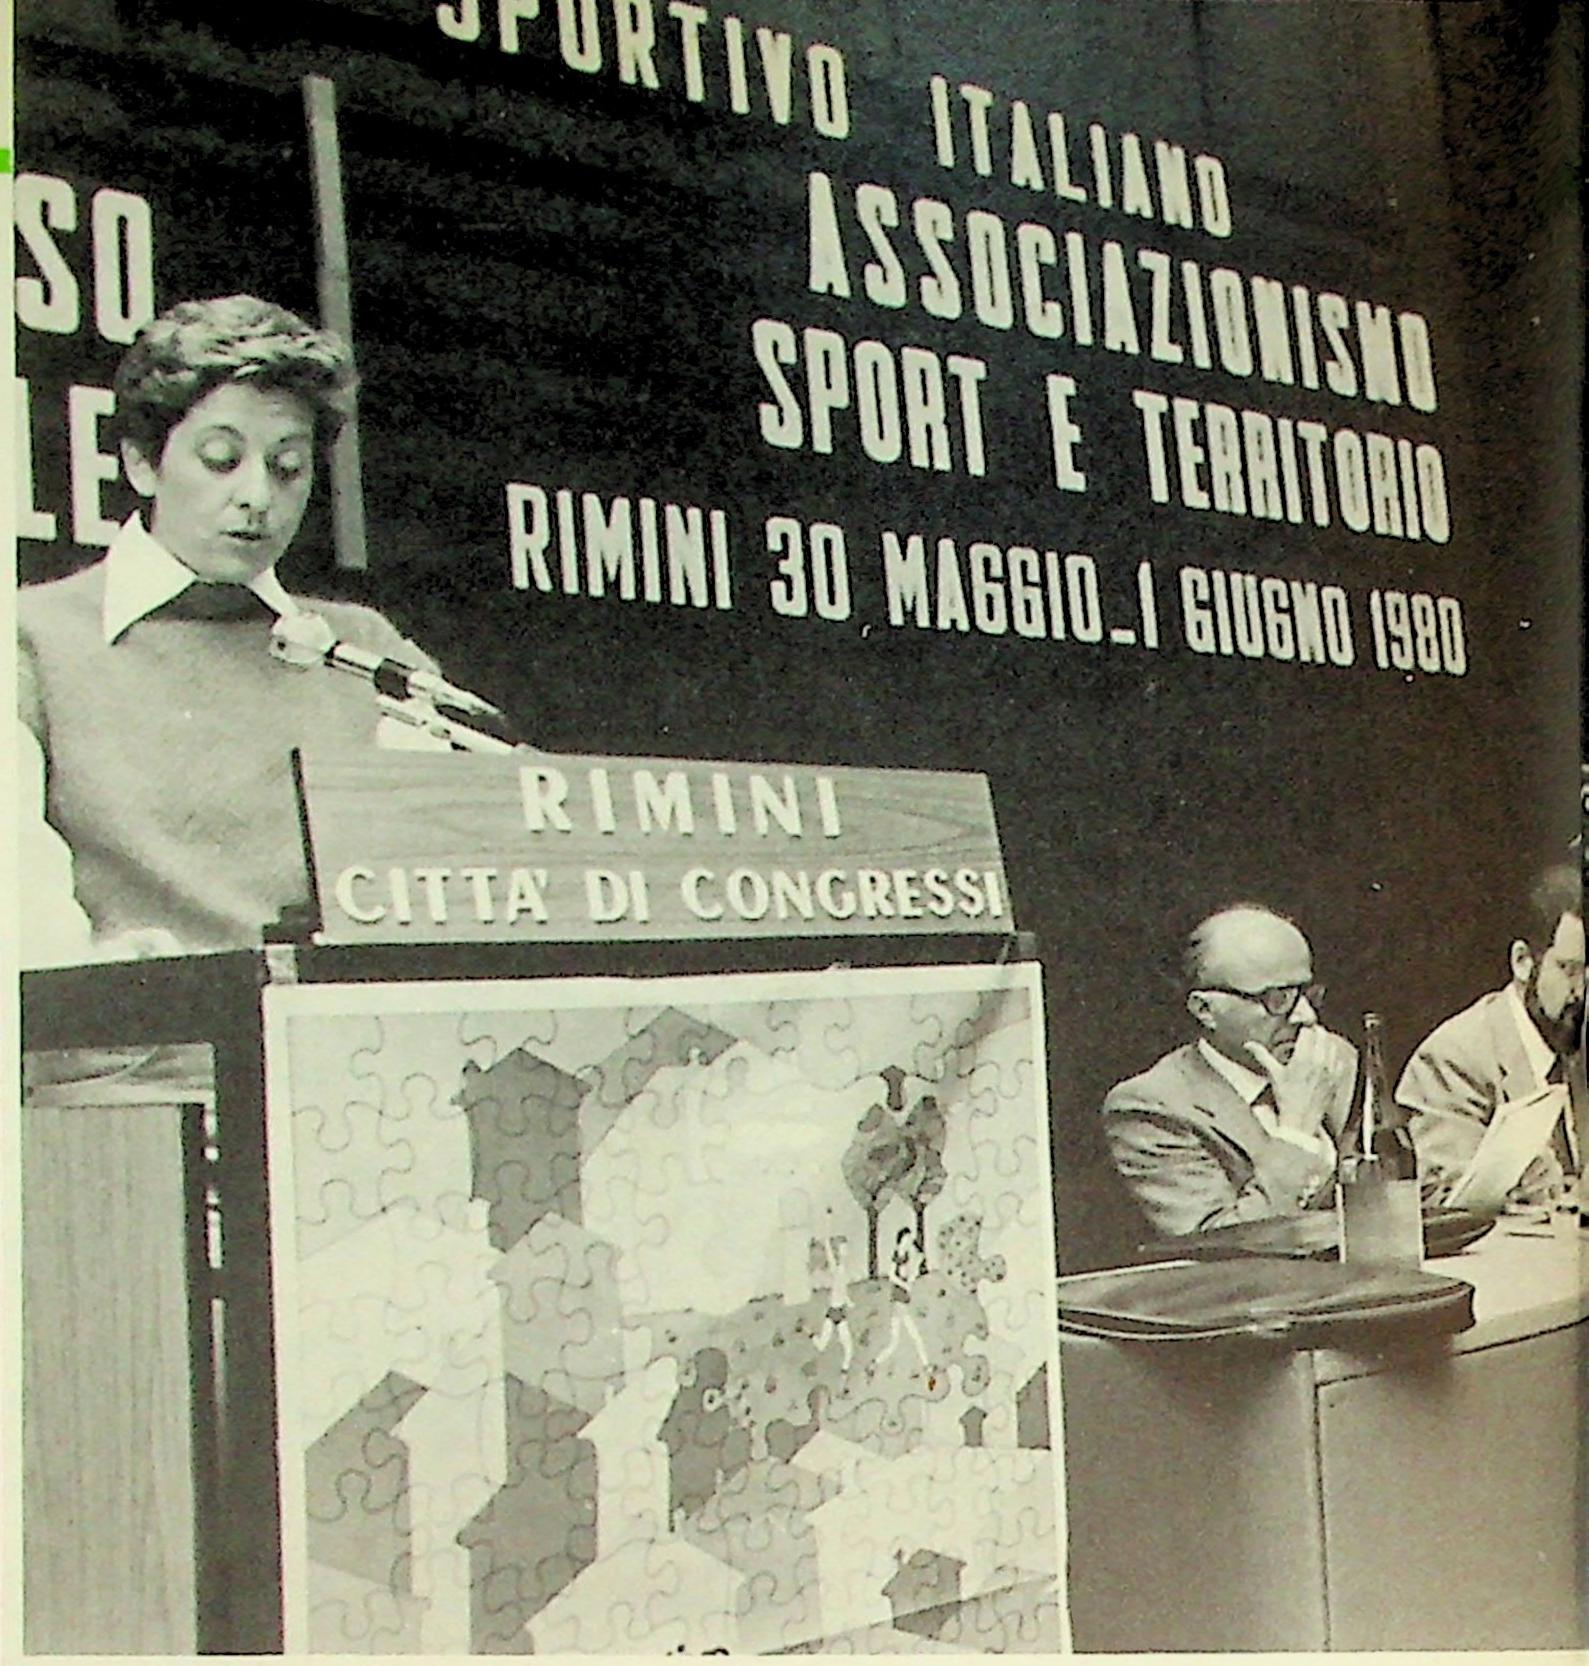 SPORTIVO ITALIANO
ASSOCIAZIONISMO
SPORT E TERRITORIO
RIMINI 30 MAGGIO_1 GIUGNO 1980
SO
LE
RIMINI
CITTA' DI CONGRESSI